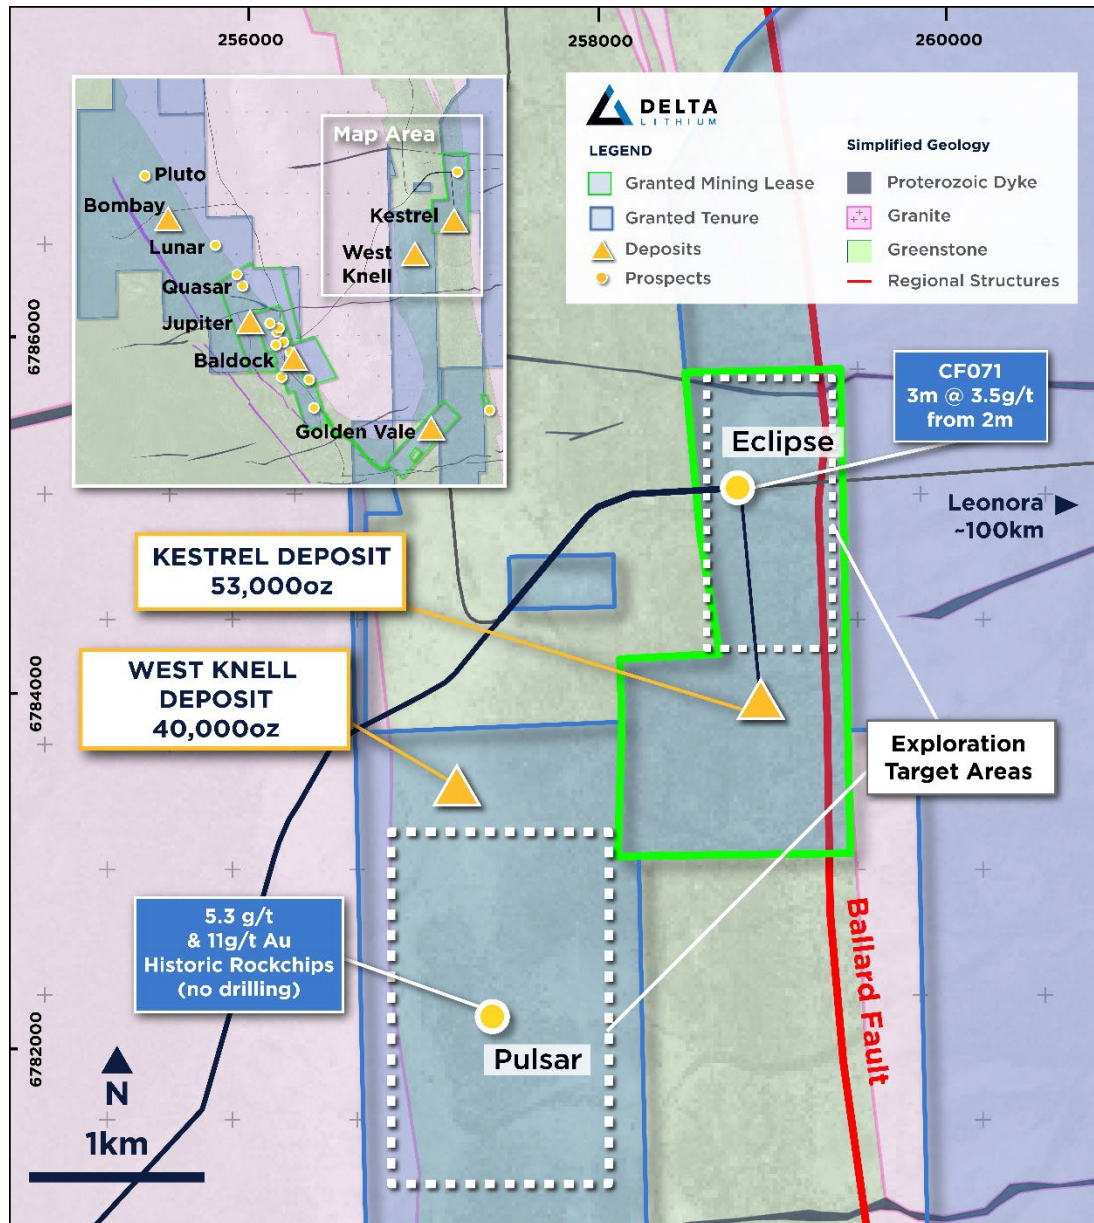 256000
258000
260000
6786000
6784000
6782000
Map Area
Pluto
Bombay
Lunar
Quasar
Jupiter
Baldock
Golden Vale
Kestrel
West
Knell
DELTA
LITHIUM
LEGEND
Granted Mining Lease
Granted Tenure
Deposits
Prospects
Simplified Geology
Proterozoic Dyke
Granite
Greenstone
Regional Structures
CF071
3m @ 3.5g/t
from 2m
Eclipse
Leonora
~100km
KESTREL DEPOSIT
53,000oz
WEST KNELL
DEPOSIT
40,000oz
Exploration
Target Areas
5.3 g/t
& 11g/t Au
Historic Rockchips
(no drilling)
Ballard Fault
Pulsar
N
1km